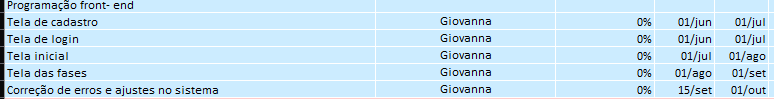 Programação front- end
Tela de cadastro Giovanna 0% 01/jun 01/jul
Tela de login Giovanna 0% 01/jun 01/jul
Tela inicial Giovanna 0% 01/jul 01/ago
Tela das fases Giovanna 0% 01/ago 01/set
Correção de erros e ajustes no sistema Giovanna 0% 15/set 01/out